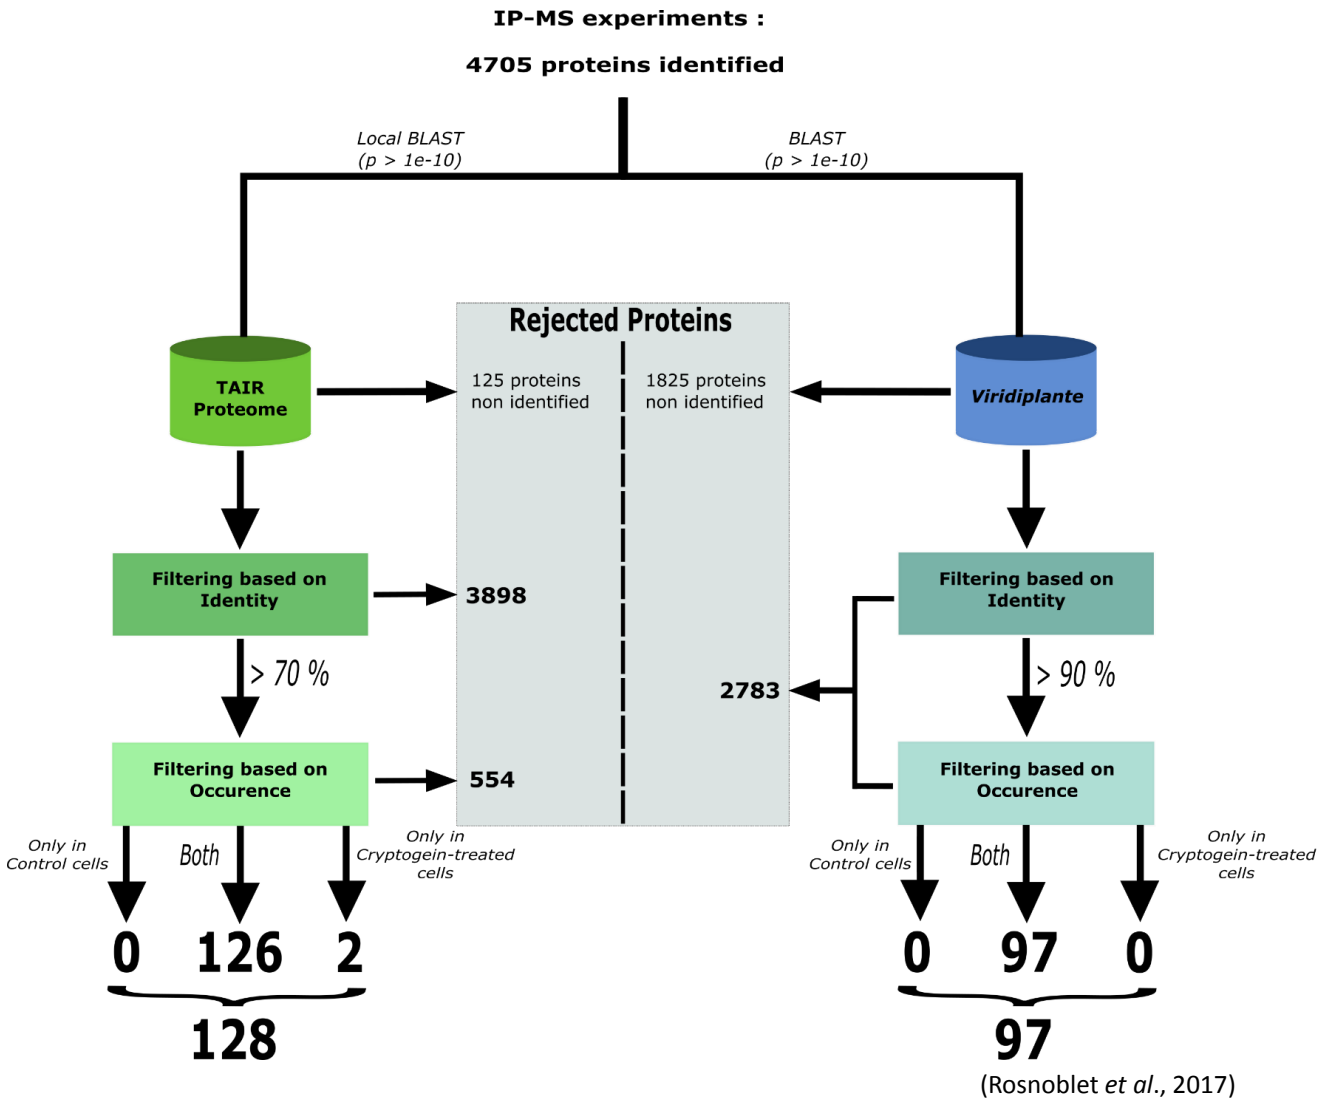 IP-MS experiments :
4705 proteins identified
Local BLAST
(p > 1e-10)
BLAST
(p > 1e-10)
Rejected Proteins
TAIR
Proteome
125 proteins
non identified
1825 proteins
non identified
Viridiplante
Filtering based on
Identity
3898
Filtering based on
Identity
> 70 %
2783
> 90 %
Filtering based on
Occurence
554
Filtering based on
Occurence
Only in
Control cells
Both
Only in
Cryptogein-treated
cells
Only in
Control cells
Both
Only in
Cryptogein-treated
cells
0 126 2
0 97 0
128
97
(Rosnoblet et al., 2017)